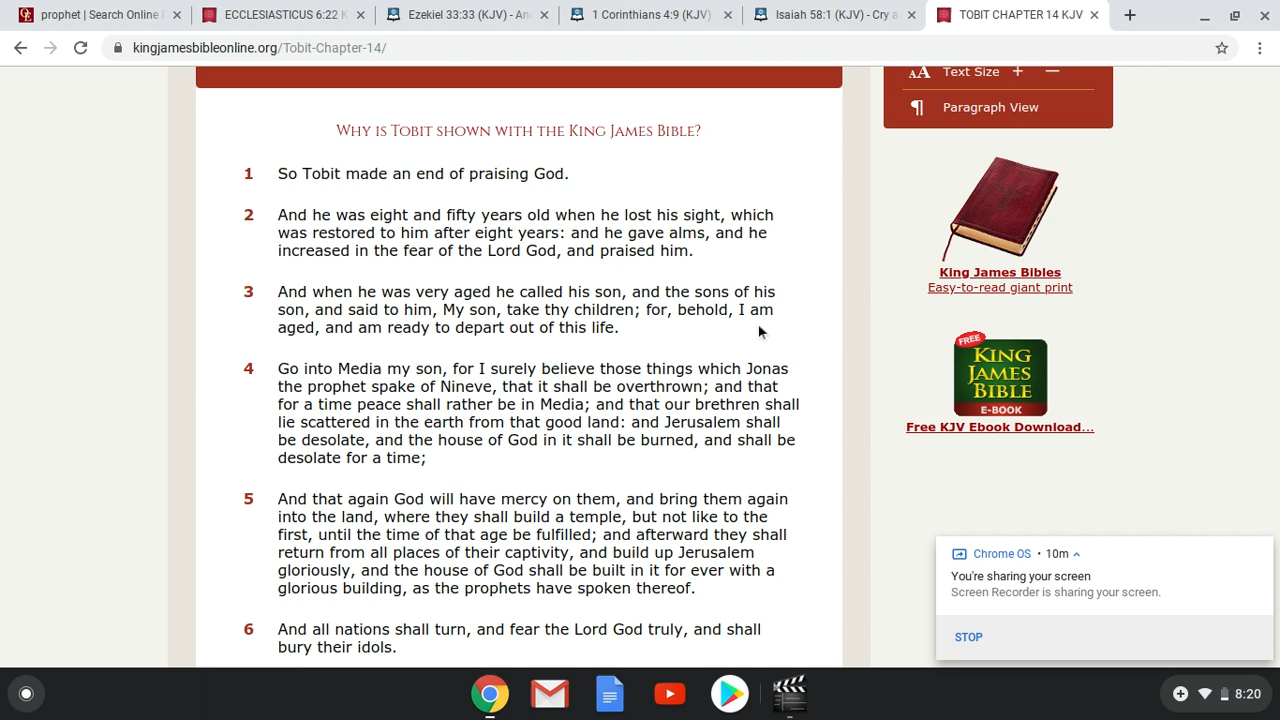 prophet | Search Online
ECCLESIASTICUS 6:22 K
Ezekiel 33:33 (KJV) - An
1 Corinthians 4:9 (KJV)
Isaiah 58:1 (KJV) - Cry a
TOBIT CHAPTER 14 KJV
kingjamesbibleonline.org/Tobit-Chapter-14/
AA Text Size + —
¶ Paragraph View
Why is Tobit shown with the King James Bible?
1 So Tobit made an end of praising God.
2 And he was eight and fifty years old when he lost his sight, which
was restored to him after eight years: and he gave alms, and he
increased in the fear of the Lord God, and praised him.
3 And when he was very aged he called his son, and the sons of his
son, and said to him, My son, take thy children; for, behold, I am
aged, and am ready to depart out of this life.
4 Go into Media my son, for I surely believe those things which Jonas
the prophet spake of Nineve, that it shall be overthrown; and that
for a time peace shall rather be in Media; and that our brethren shall
lie scattered in the earth from that good land: and Jerusalem shall
be desolate, and the house of God in it shall be burned, and shall be
desolate for a time;
5 And that again God will have mercy on them, and bring them again
into the land, where they shall build a temple, but not like to the
first, until the time of that age be fulfilled; and afterward they shall
return from all places of their captivity, and build up Jerusalem
gloriously, and the house of God shall be built in it for ever with a
glorious building, as the prophets have spoken thereof.
6 And all nations shall turn, and fear the Lord God truly, and shall
bury their idols.
King James Bibles
Easy-to-read giant print
FREE
KING
JAMES
BIBLE
E-BOOK
Free KJV Ebook Download...
Chrome OS • 10m
You're sharing your screen
Screen Recorder is sharing your screen.
STOP
8:20